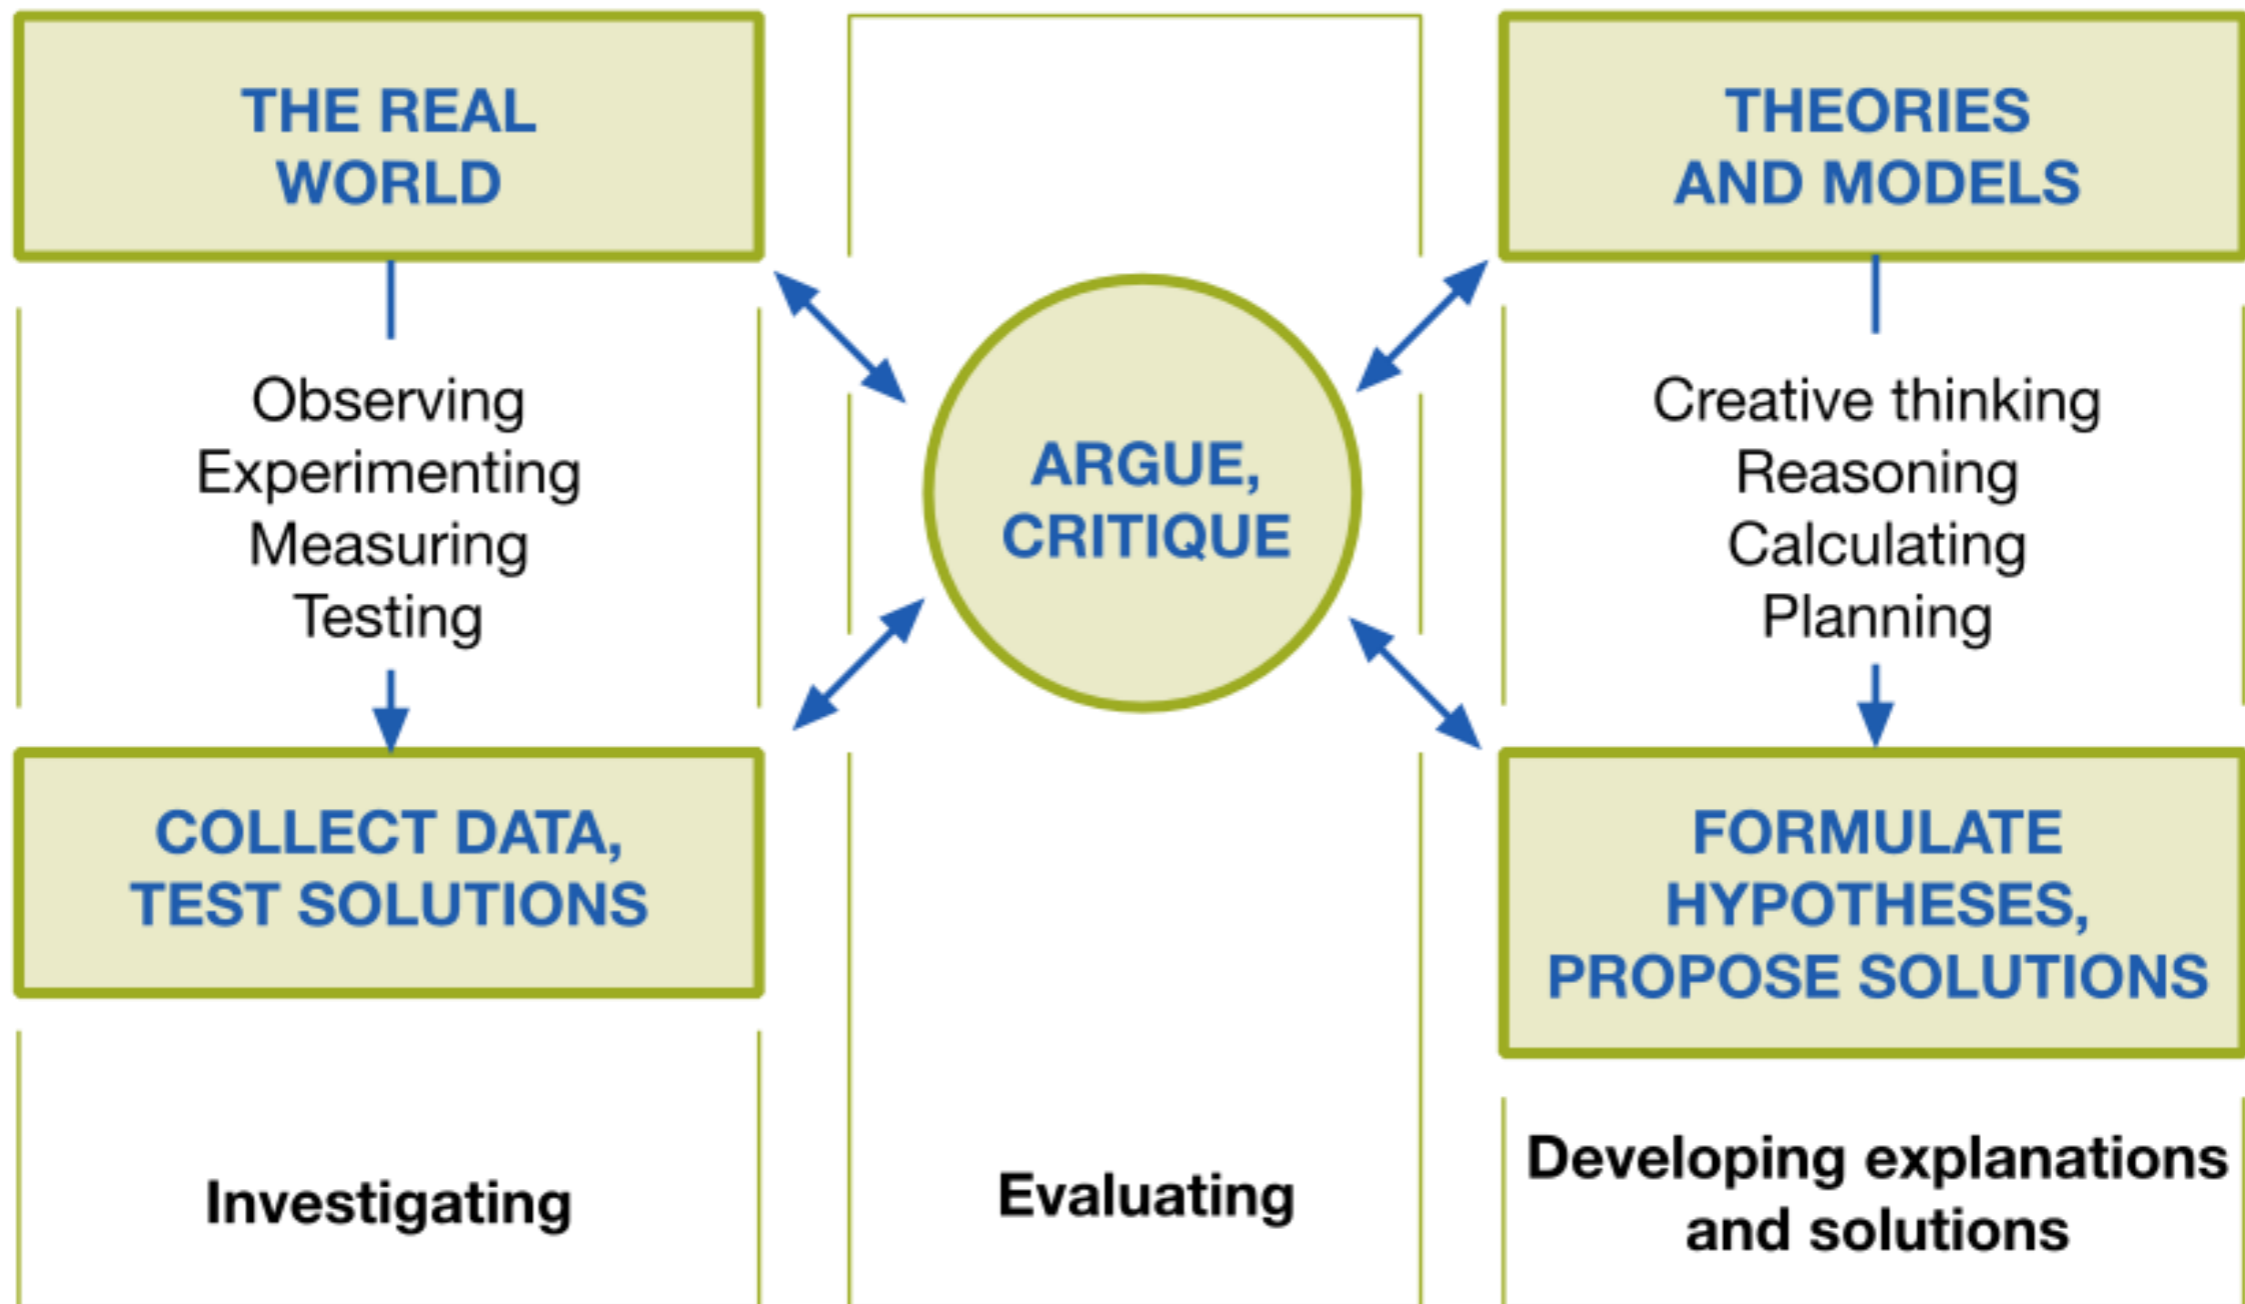 THE REAL
WORLD
Observing
Experimenting
Measuring
Testing
COLLECT DATA,
TEST SOLUTIONS
Investigating
ARGUE,
CRITIQUE
Evaluating
THEORIES
AND MODELS
Creative thinking
Reasoning
Calculating
Planning
FORMULATE
HYPOTHESES,
PROPOSE SOLUTIONS
Developing explanations
and solutions